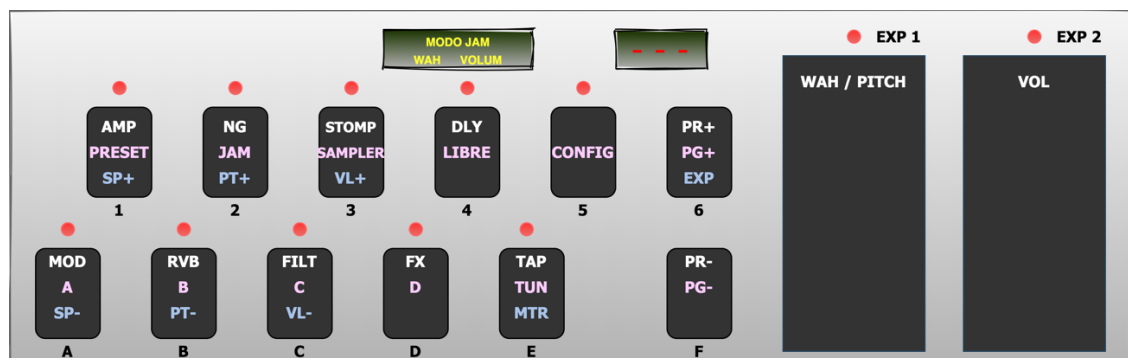 MODO JAM
WAH VOLUM
- - -
EXP 1
EXP 2
WAH / PITCH
VOL
AMP
PRESET
SP+
1
NG
JAM
PT+
2
STOMP
SAMPLER
VL+
3
DLY
LIBRE
4
CONFIG
5
PR+
PG+
EXP
6
MOD
A
SP-
A
RVB
B
PT-
B
FILT
C
VL-
C
FX
D
D
TAP
TUN
MTR
E
PR-
PG-
F